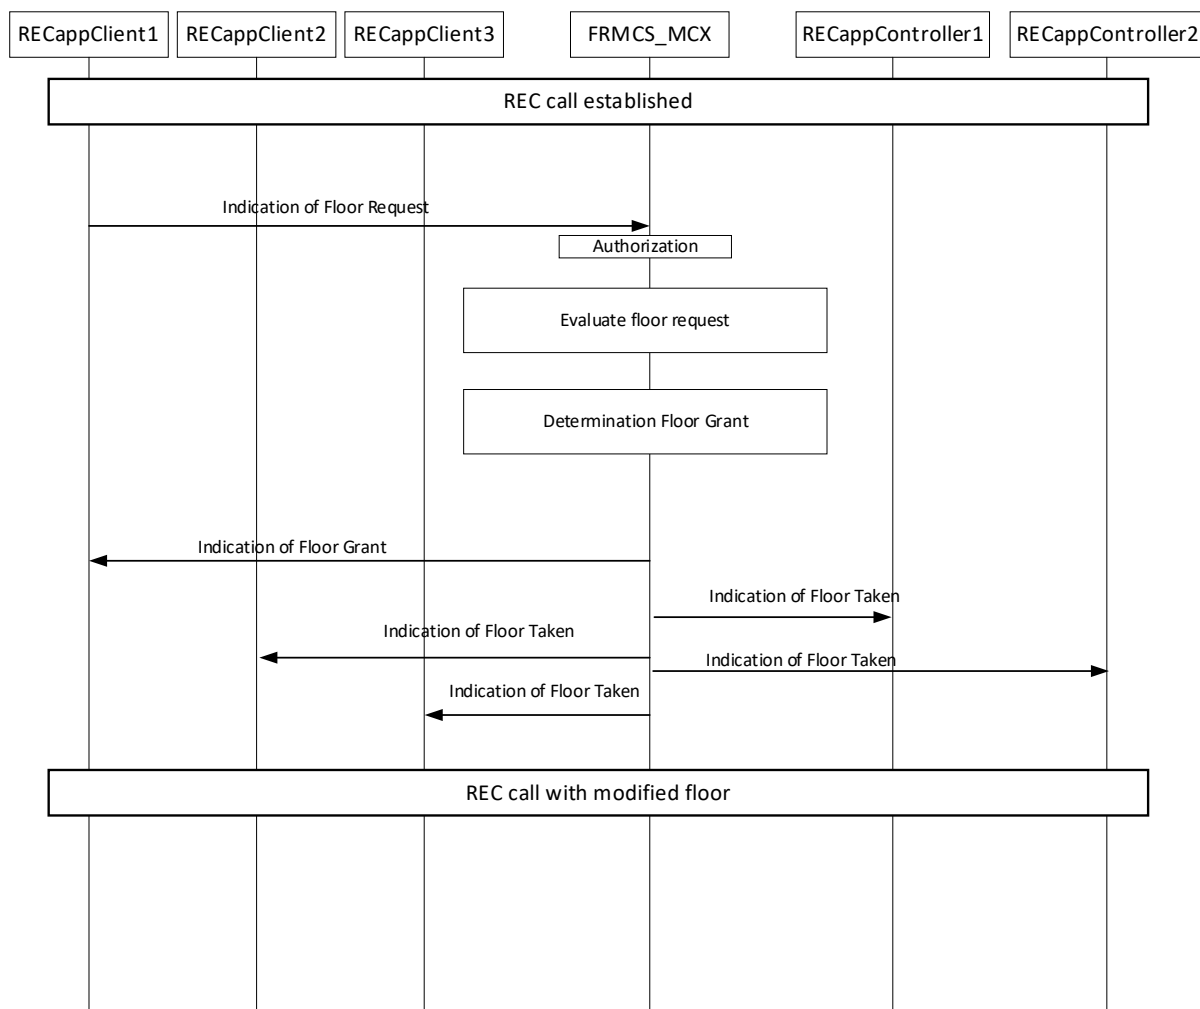 RECappClient1
RECappClient2
RECappClient3
FRMCS_MCX
RECappController1
RECappController2
REC call established
Indication of Floor Request
Authorization
Evaluate floor request
Determination Floor Grant
Indication of Floor Grant
Indication of Floor Taken
Indication of Floor Taken
Indication of Floor Taken
Indication of Floor Taken
REC call with modified floor